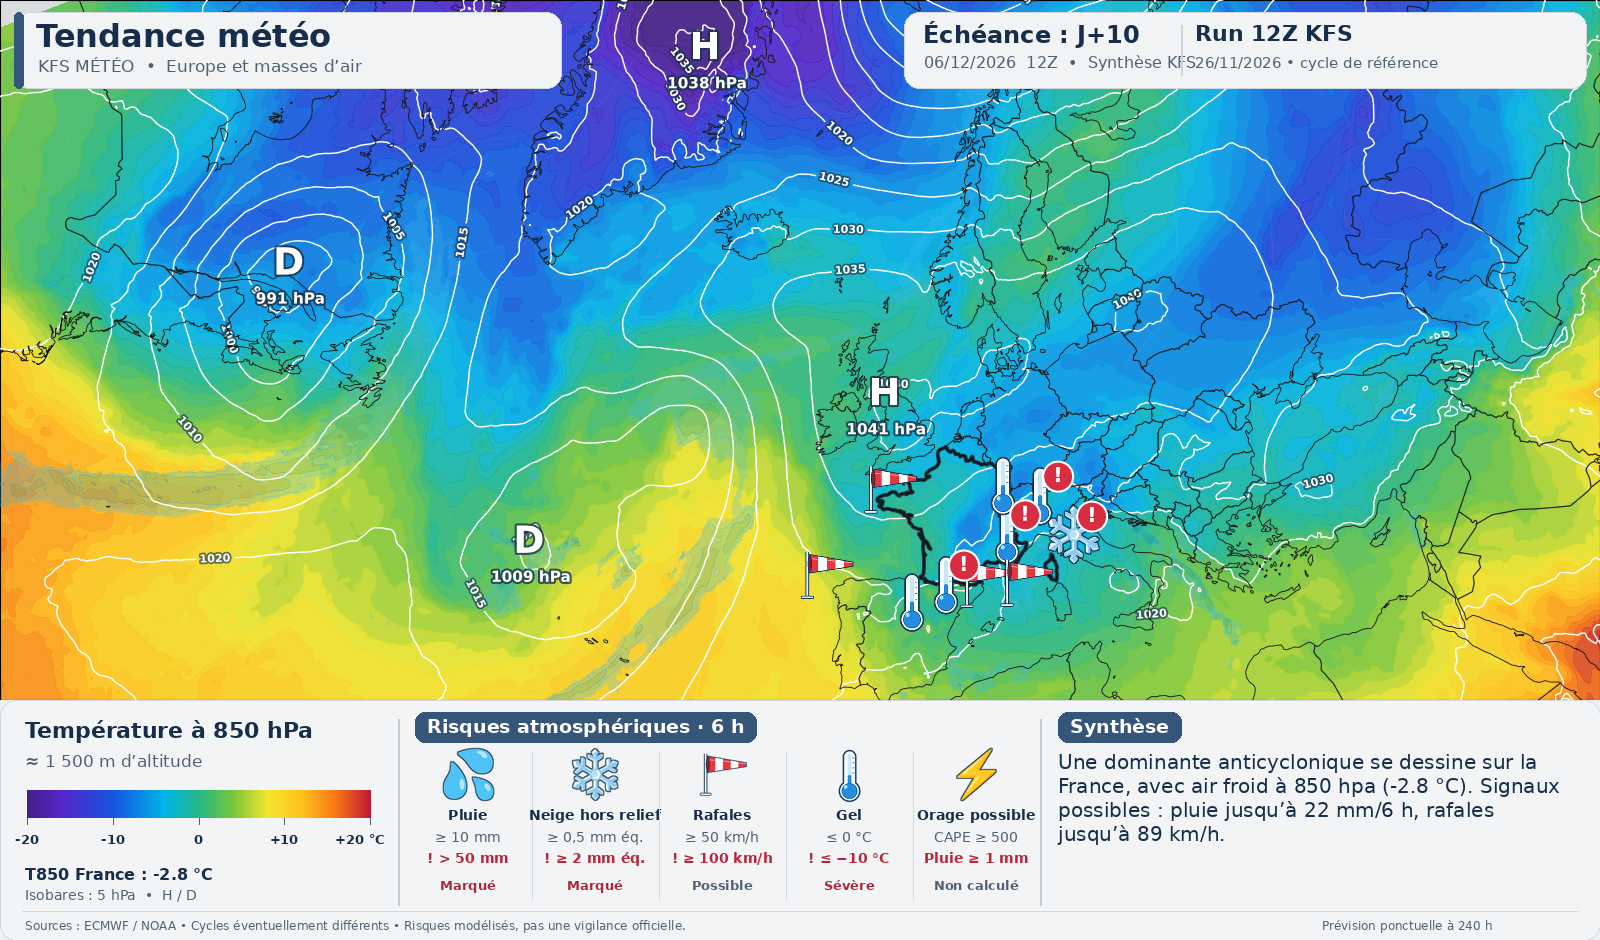 Tendance météo
KFS MÉTÉO • Europe et masses d’air
Échéance : J+10
06/12/2026 12Z • Synthèse KFS
Run 12Z KFS
26/11/2026 • cycle de référence
H
1035
1038 hPa
1030
1020
1025
1020
1005
1015
1030
1020
D
991 hPa
1035
1040
1000
H
1041 hPa
1010
1030
1020
D
1009 hPa
1015
1020
Température à 850 hPa
≈ 1 500 m d’altitude
-20 -10 0 +10 +20 °C
T850 France : -2.8 °C
Isobares : 5 hPa • H / D
Risques atmosphériques · 6 h
Pluie
≥ 10 mm
! > 50 mm
Marqué
Neige hors relief
≥ 0,5 mm éq.
! ≥ 2 mm éq.
Marqué
Rafales
≥ 50 km/h
! ≥ 100 km/h
Possible
Gel
≤ 0 °C
! ≤ −10 °C
Sévère
Orage possible
CAPE ≥ 500
Pluie ≥ 1 mm
Non calculé
Synthèse
Une dominante anticyclonique se dessine sur la
France, avec air froid à 850 hpa (-2.8 °C). Signaux
possibles : pluie jusqu’à 22 mm/6 h, rafales
jusqu’à 89 km/h.
Sources : ECMWF / NOAA • Cycles éventuellement différents • Risques modélisés, pas une vigilance officielle.
Prévision ponctuelle à 240 h